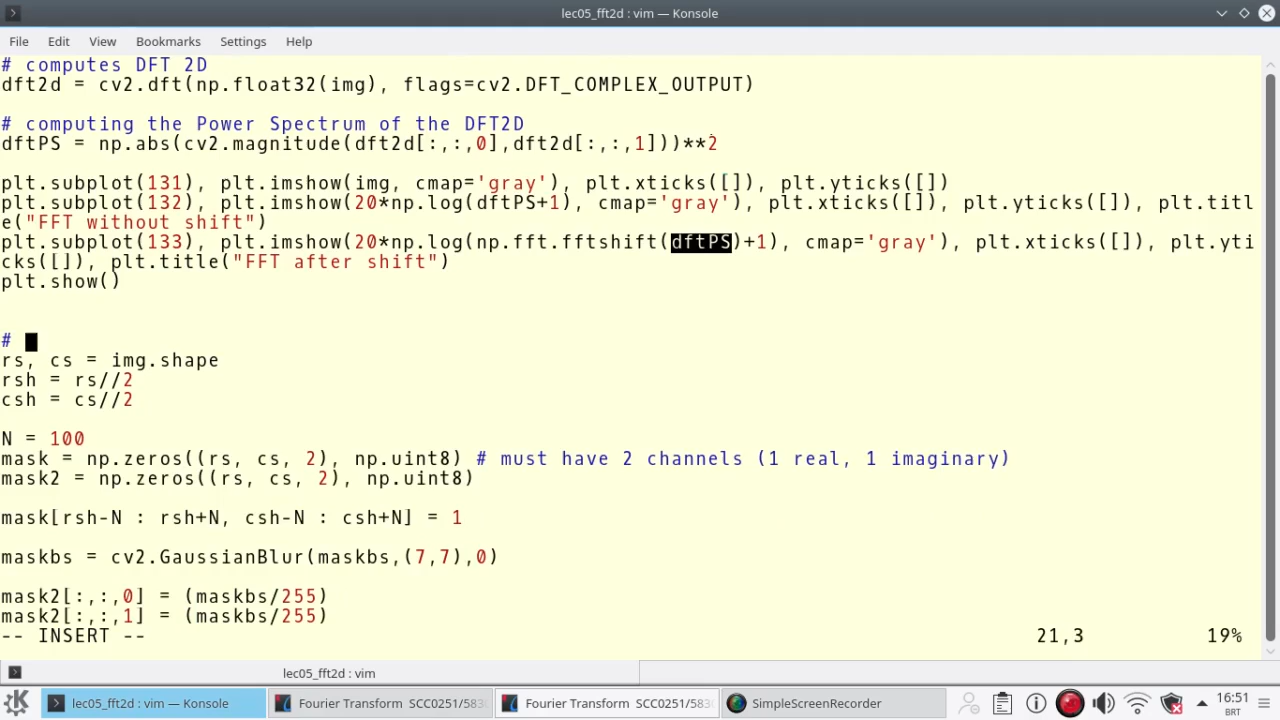 lec05_fft2d : vim — Konsole
File Edit View Bookmarks Settings Help
# computes DFT 2D
dft2d = cv2.dft(np.float32(img), flags=cv2.DFT_COMPLEX_OUTPUT)
# computing the Power Spectrum of the DFT2D
dftPS = np.abs(cv2.magnitude(dft2d[:,:,0],dft2d[:,:,1]))**2
plt.subplot(131), plt.imshow(img, cmap='gray'), plt.xticks([]), plt.yticks([])
plt.subplot(132), plt.imshow(20*np.log(dftPS+1), cmap='gray'), plt.xticks([]), plt.yticks([]), plt.titl
e("FFT without shift")
plt.subplot(133), plt.imshow(20*np.log(np.fft.fftshift(dftPS)+1), cmap='gray'), plt.xticks([]), plt.yti
cks([]), plt.title("FFT after shift")
plt.show()
#
rs, cs = img.shape
rsh = rs//2
csh = cs//2
N = 100
mask = np.zeros((rs, cs, 2), np.uint8) # must have 2 channels (1 real, 1 imaginary)
mask2 = np.zeros((rs, cs, 2), np.uint8)
mask[rsh-N : rsh+N, csh-N : csh+N] = 1
maskbs = cv2.GaussianBlur(maskbs,(7,7),0)
mask2[:,:,0] = (maskbs/255)
mask2[:,:,1] = (maskbs/255)
-- INSERT -- 21,3 19%
lec05_fft2d : vim
lec05_fft2d : vim — Konsole Fourier Transform SCC0251/583 Fourier Transform SCC0251/583 SimpleScreenRecorder 16:51
BRT